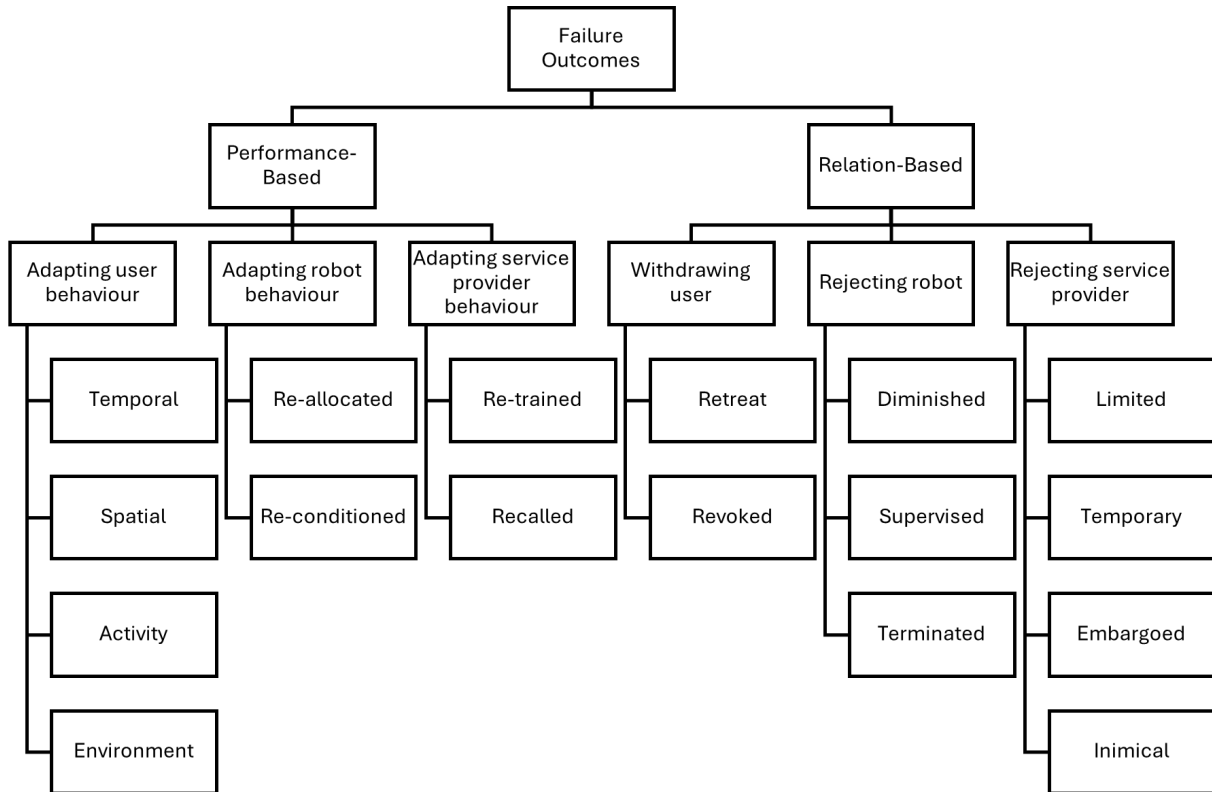 Failure
Outcomes
Performance-
Based
Relation-Based
Adapting user
behaviour
Adapting robot
behaviour
Adapting service
provider
behaviour
Withdrawing
user
Rejecting robot
Rejecting service
provider
Temporal
Re-allocated
Re-trained
Retreat
Diminished
Limited
Spatial
Re-conditioned
Recalled
Revoked
Supervised
Temporary
Activity
Terminated
Embargoed
Environment
Inimical